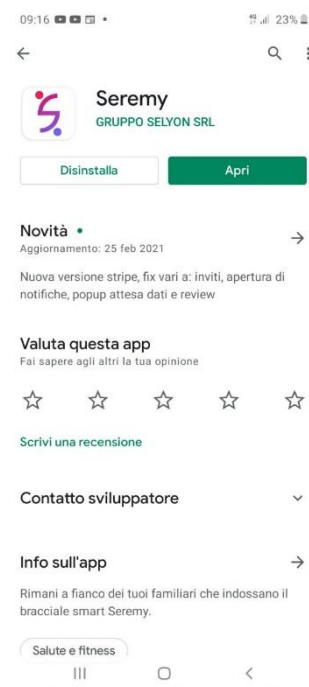 09:16
23%
Seremy
GRUPPO SELYON SRL
Disinstalla
Apri
Novità
Aggiornamento: 25 feb 2021
Nuova versione stripe, fix vari a: inviti, apertura di
notifiche, popup attesa dati e review
Valuta questa app
Fai sapere agli altri la tua opinione
Scrivi una recensione
Contatto sviluppatore
Info sull'app
Rimani a fianco dei tuoi familiari che indossano il
bracciale smart Seremy.
Salute e fitness